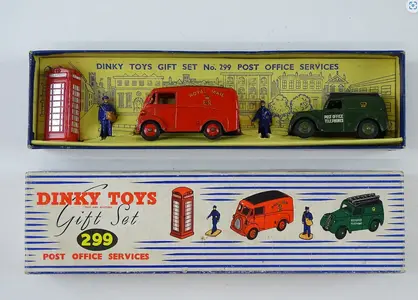 DINKY TOYS GIFT SET No. 299 POST OFFICE SERVICES
ROYAL MAIL
POST OFFICE
TELEPHONES
DINKY TOYS
Gift Set
299
POST OFFICE SERVICES